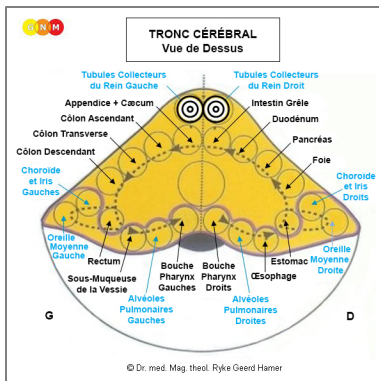 GNM
TRONC CÉRÉBRAL
Vue de Dessus
Tubules Collecteurs
du Rein Gauche
Tubules Collecteurs
du Rein Droit
Appendice + Cæcum
Intestin Grêle
Côlon Ascendant
Duodénum
Côlon Transverse
Pancréas
Côlon Descendant
Foie
Choroïde
et Iris
Gauches
Choroïde
et Iris
Droits
Oreille
Moyenne
Gauche
Oreille
Moyenne
Droite
Rectum
Estomac
Sous-Muqueuse
de la Vessie
Bouche
Pharynx
Gauches
Bouche
Pharynx
Droits
Œsophage
Alvéoles
Pulmonaires
Gauches
Alvéoles
Pulmonaires
Droites
G
D
© Dr. med. Mag. theol. Ryke Geerd Hamer